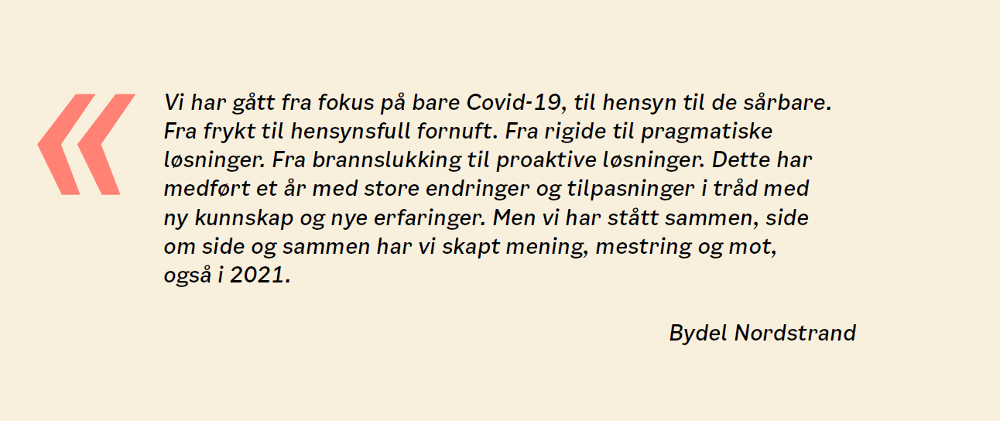 «
Vi har gått fra fokus på bare Covid-19, til hensyn til de sårbare.
Fra frykt til hensynsfull fornuft. Fra rigide til pragmatiske
løsninger. Fra brannslukking til proaktive løsninger. Dette har
medført et år med store endringer og tilpasninger i tråd med
ny kunnskap og nye erfaringer. Men vi har stått sammen, side
om side og sammen har vi skapt mening, mestring og mot,
også i 2021.
Bydel Nordstrand